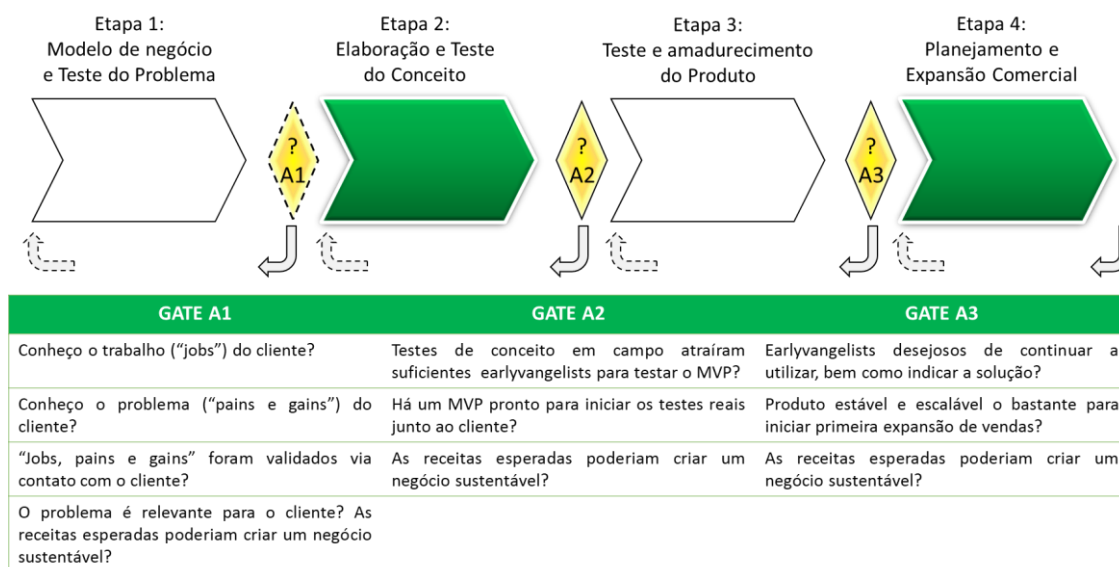 Etapa 1:
Modelo de negócio
e Teste do Problema
Etapa 2:
Elaboração e Teste
do Conceito
Etapa 3:
Teste e amadurecimento
do Produto
Etapa 4:
Planejamento e
Expansão Comercial
?
A1
?
A2
?
A3
GATE A1
GATE A2
GATE A3
Conheço o trabalho (“jobs”) do cliente?
Testes de conceito em campo atraíram
suficientes earlyvangelists para testar o MVP?
Earlyvangelists desejosos de continuar a
utilizar, bem como indicar a solução?
Conheço o problema (“pains e gains”) do
cliente?
Há um MVP pronto para iniciar os testes reais
junto ao cliente?
Produto estável e escalável o bastante para
iniciar primeira expansão de vendas?
“Jobs, pains e gains” foram validados via
contato com o cliente?
As receitas esperadas poderiam criar um
negócio sustentável?
As receitas esperadas poderiam criar um
negócio sustentável?
O problema é relevante para o cliente? As
receitas esperadas poderiam criar um negócio
sustentável?